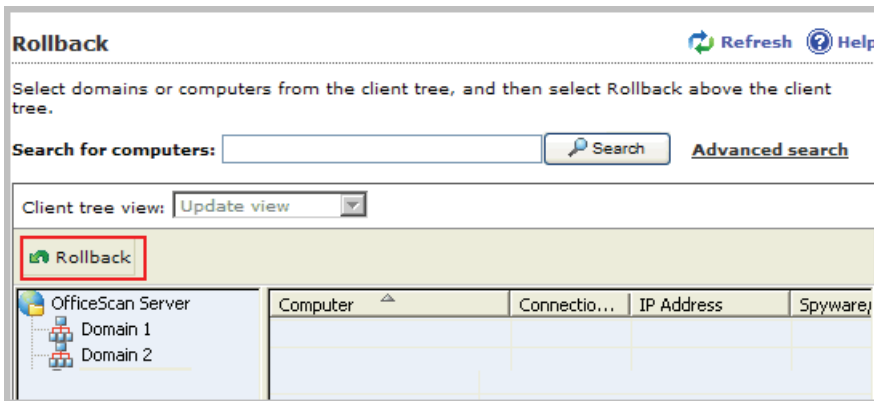 Rollback
Refresh Help
Select domains or computers from the client tree, and then select Rollback above the client
tree.
Search for computers: Search Advanced search
Client tree view: Update view
Rollback
OfficeScan Server
Computer Connectio... IP Address Spyware/
Domain 1
Domain 2